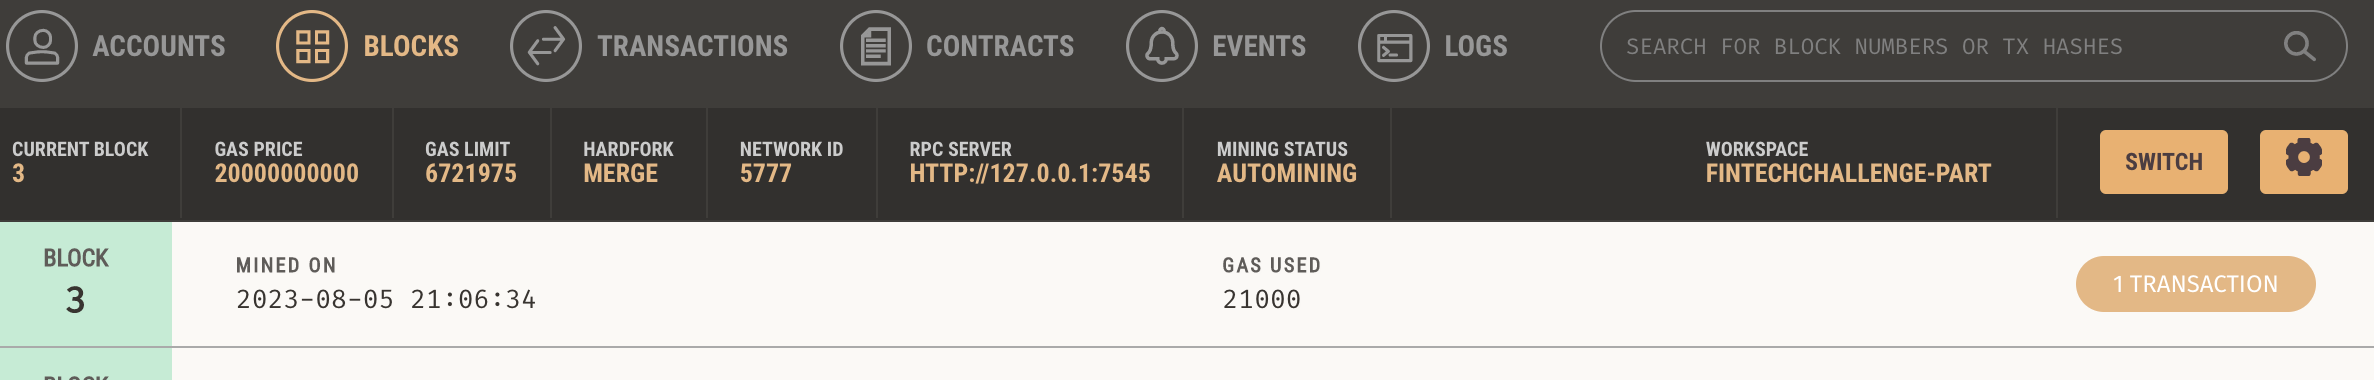 ACCOUNTS
BLOCKS
TRANSACTIONS
CONTRACTS
EVENTS
LOGS
SEARCH FOR BLOCK NUMBERS OR TX HASHES
CURRENT BLOCK
3
GAS PRICE
20000000000
GAS LIMIT
6721975
HARDFORK
MERGE
NETWORK ID
5777
RPC SERVER
HTTP://127.0.0.1:7545
MINING STATUS
AUTOMINING
WORKSPACE
FINTECHCHALLENGE-PART
SWITCH
BLOCK
3
MINED ON
2023-08-05 21:06:34
GAS USED
21000
1 TRANSACTION